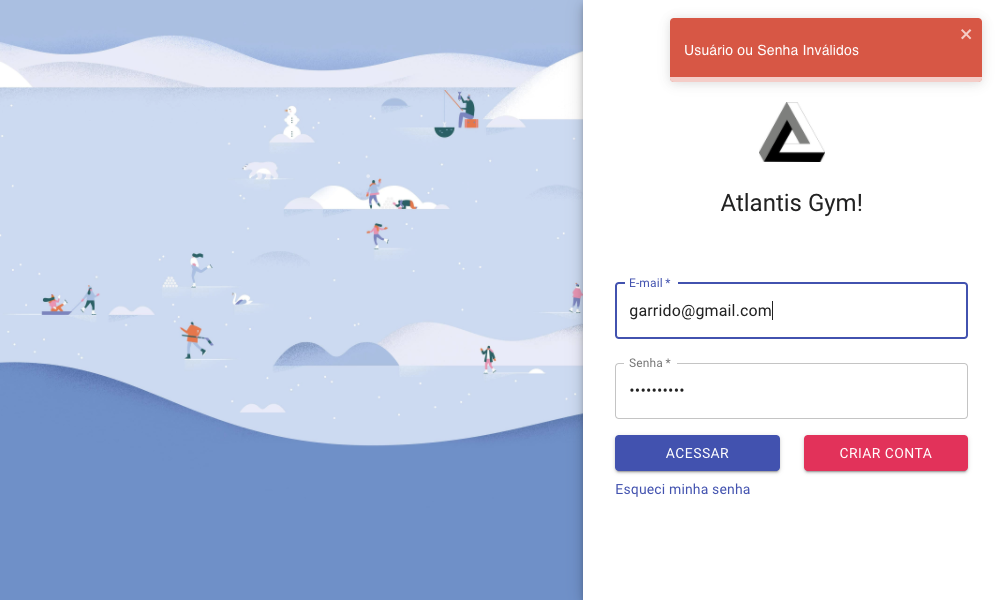 Usuário ou Senha Inválidos
Atlantis Gym!
E-mail *
garrido@gmail.com
Senha *
••••••••••
ACESSAR
CRIAR CONTA
Esqueci minha senha